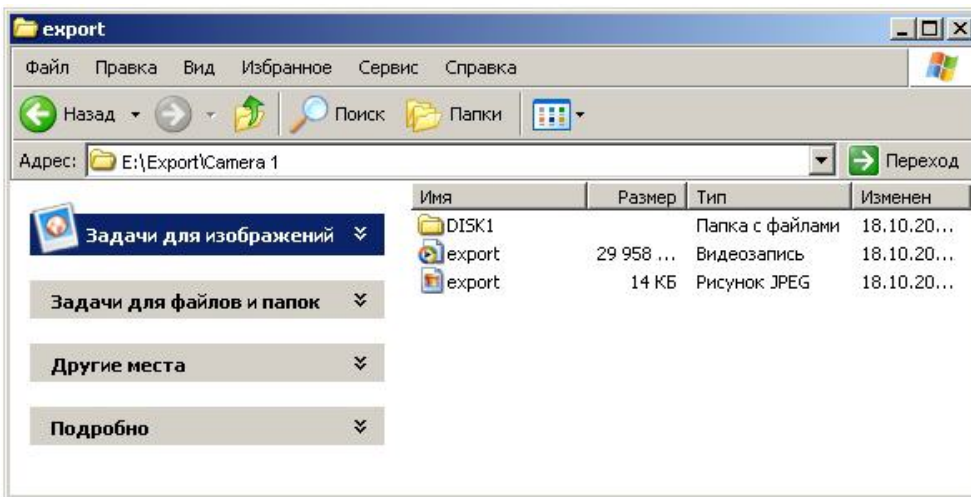 export
Файл Правка Вид Избранное Сервис Справка
Назад Поиск Папки
Адрес: E:\Export\Camera 1 Переход
Задачи для изображений
Задачи для файлов и папок
Другие места
Подробно
Имя Размер Тип Изменен
DISK1 Папка с файлами 18.10.20...
export 29 958 ... Видеозапись 18.10.20...
export 14 КБ Рисунок JPEG 18.10.20...